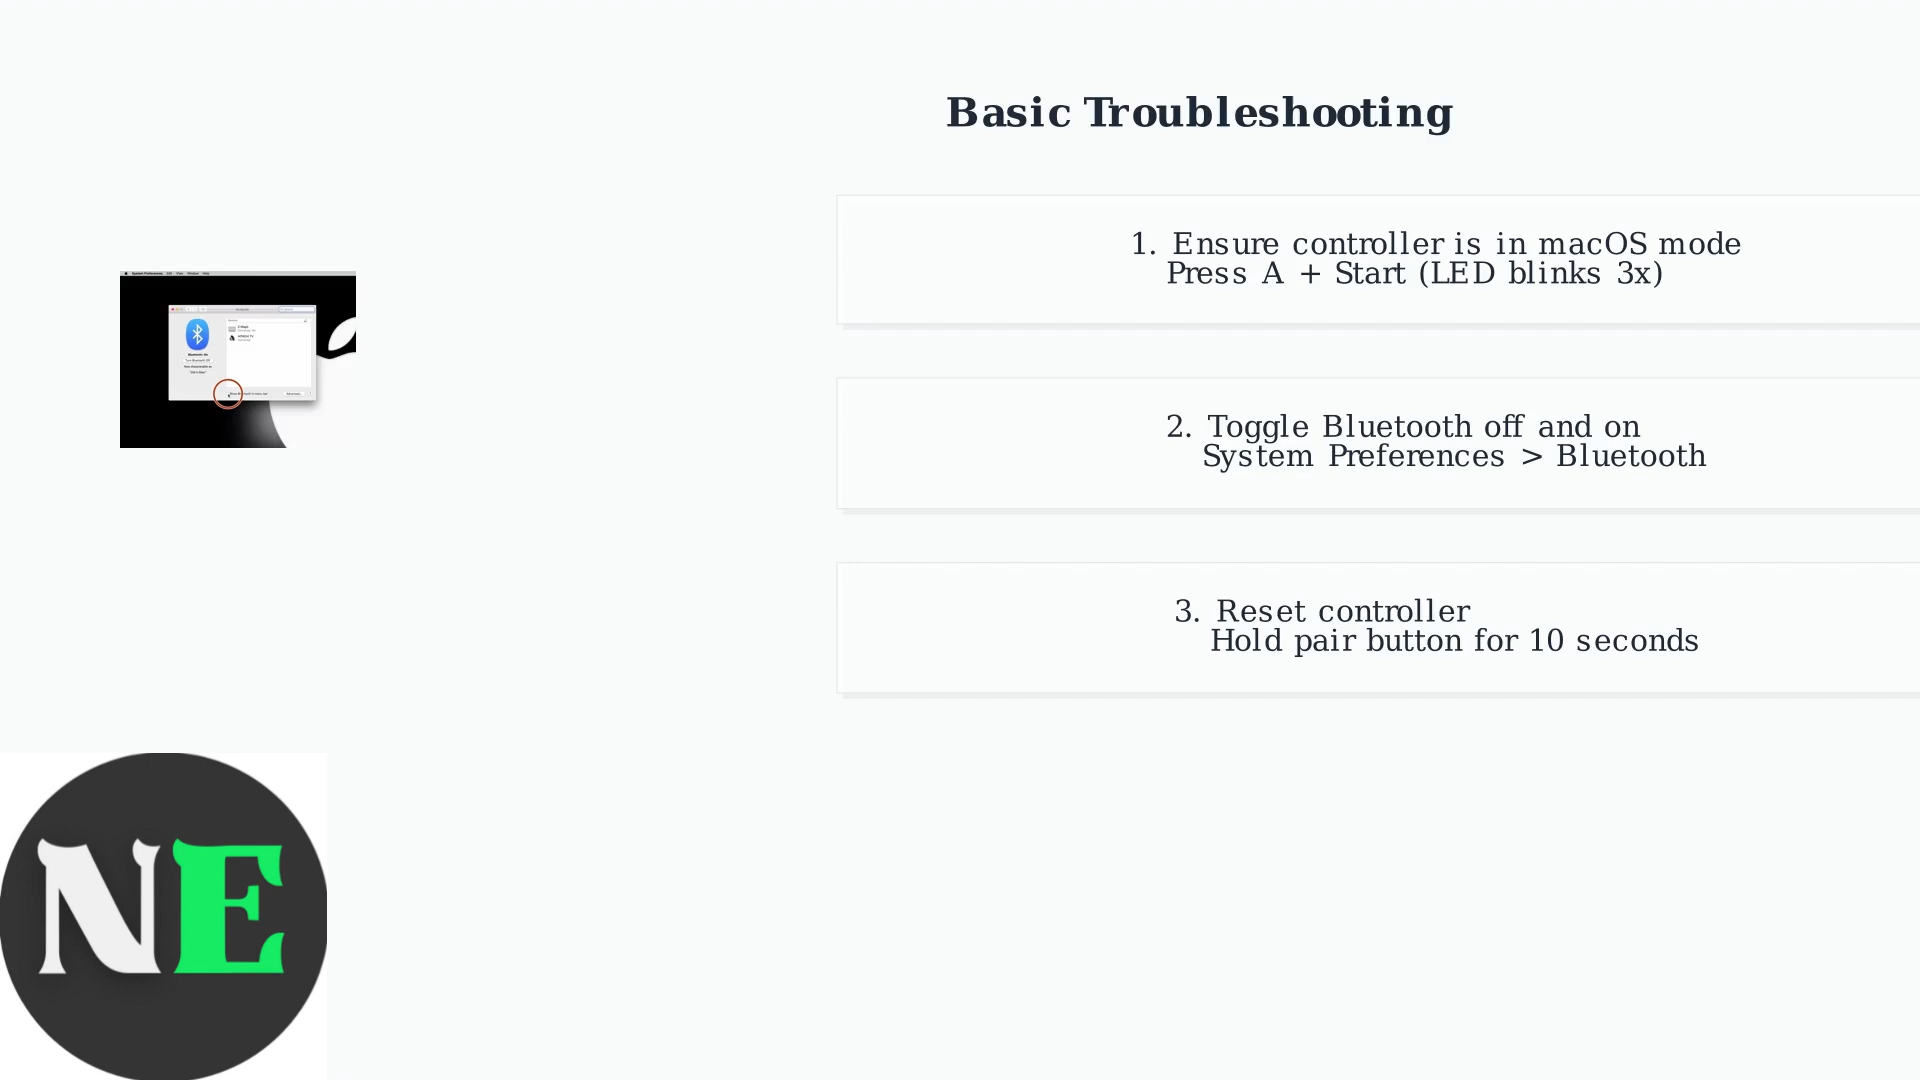 Basic Troubleshooting
1. Ensure controller is in macOS mode
Press A + Start (LED blinks 3x)
2. Toggle Bluetooth off and on
System Preferences > Bluetooth
3. Reset controller
Hold pair button for 10 seconds
NE